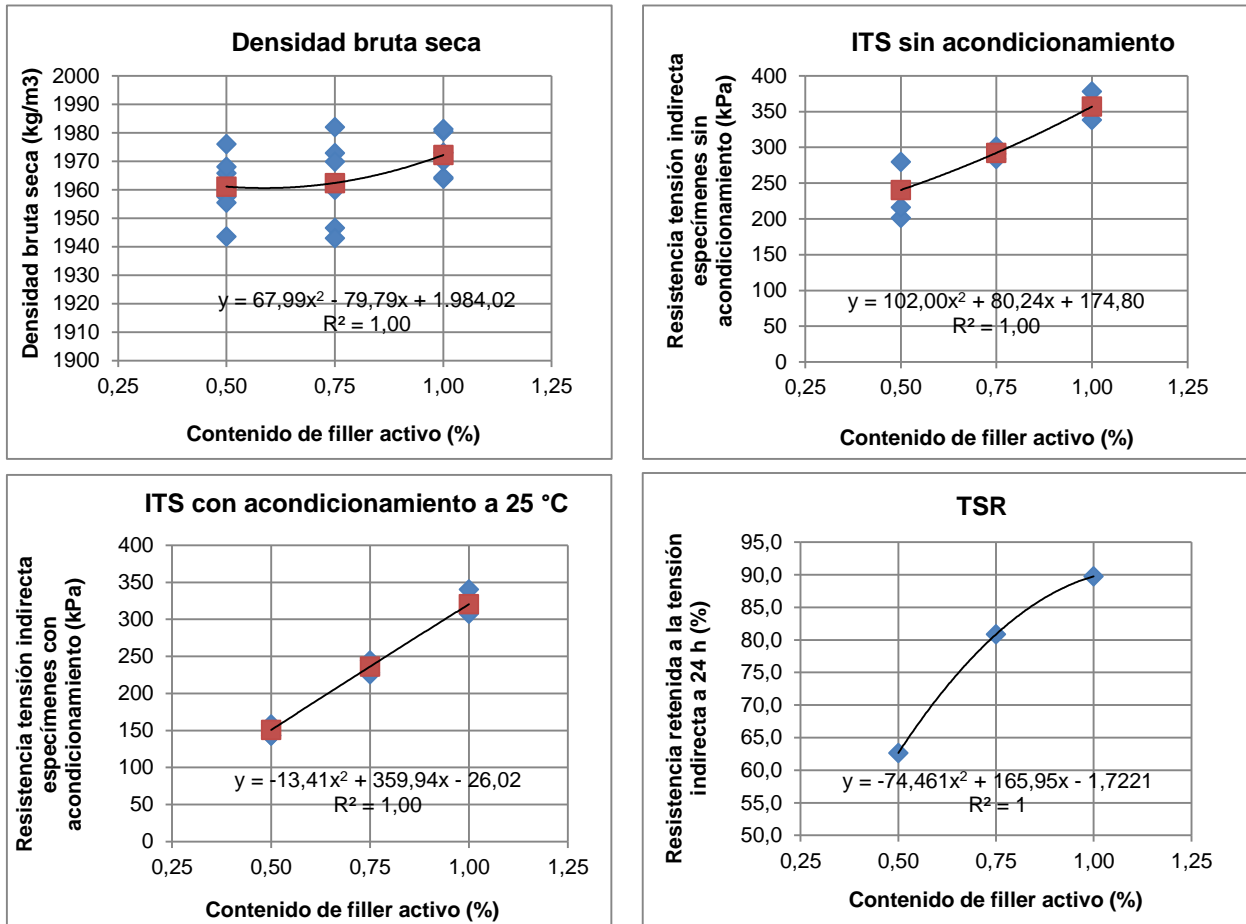 Densidad bruta seca
Densidad bruta seca (kg/m3)
2000
1990
1980
1970
1960
1950
1940
1930
1920
1910
1900
y = 67,99x² - 79,79x + 1.984,02
R² = 1,00
0,25 0,50 0,75 1,00 1,25
Contenido de filler activo (%)
ITS sin acondicionamiento
Resistencia tensión indirecta
especímenes sin
acondicionamiento (kPa)
400
350
300
250
200
150
100
50
0
y = 102,00x² + 80,24x + 174,80
R² = 1,00
0,25 0,50 0,75 1,00 1,25
Contenido de filler activo (%)
ITS con acondicionamiento a 25 °C
Resistencia tensión indirecta
especímenes con
acondicionamiento (kPa)
400
350
300
250
200
150
100
50
0
y = -13,41x² + 359,94x - 26,02
R² = 1,00
0,25 0,50 0,75 1,00 1,25
Contenido de filler activo (%)
TSR
Resistencia retenida a la tensión
indirecta a 24 h (%)
95,0
90,0
85,0
80,0
75,0
70,0
65,0
60,0
55,0
50,0
y = -74,461x² + 165,95x - 1,7221
R² = 1
0,25 0,50 0,75 1,00 1,25
Contenido de filler activo (%)